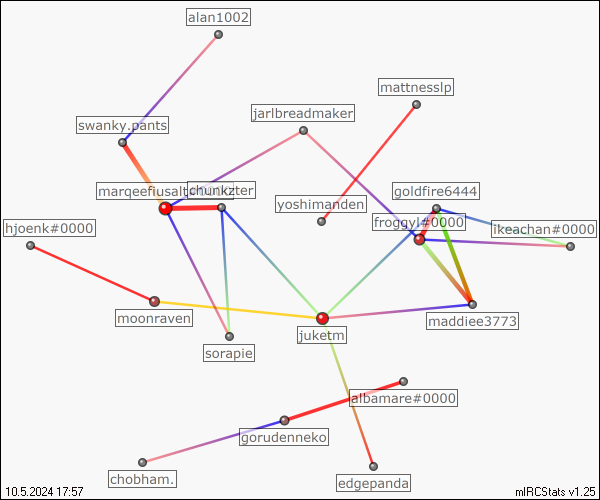 alan1002
mattnesslp
jarlbreadmaker
swanky.pants
goldfire6444
chunkzter
yoshimanden
froggyl#0000
hjoenk#0000
ikeachan#0000
moonraven
maddiee3773
juketm
sorapie
albamare#0000
gorudenneko
chobham.
edgepanda
10.5.2024 17:57
mIRCStats v1.25